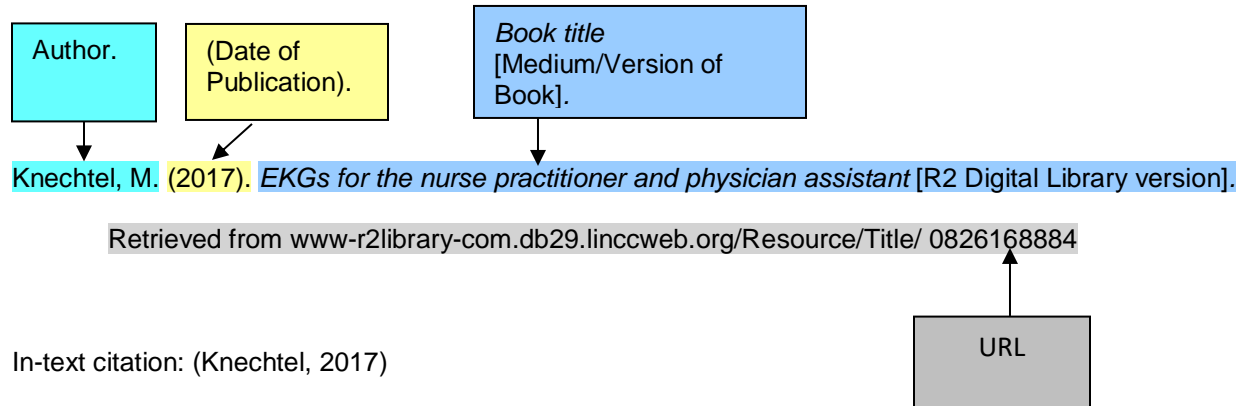 Author.
(Date of
Publication).
Book title
[Medium/Version of
Book].
Knechtel, M. (2017). EKGs for the nurse practitioner and physician assistant [R2 Digital Library version].
Retrieved from www-r2library-com.db29.linccweb.org/Resource/Title/ 0826168884
URL
In-text citation: (Knechtel, 2017)